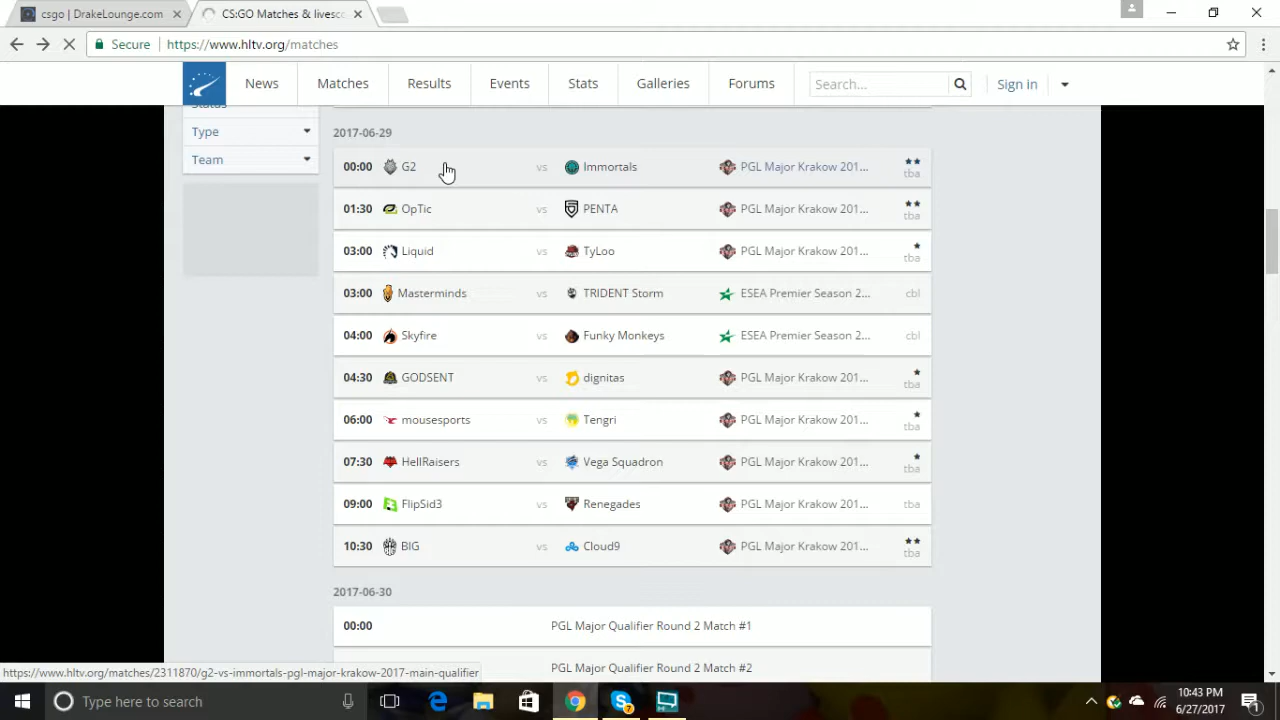 csgo | DrakeLounge.com
CS:GO Matches & livesco
Secure https://www.hltv.org/matches
News Matches Results Events Stats Galleries Forums Search... Sign in
Status
Type
Team
2017-06-29
00:00 G2 vs Immortals PGL Major Krakow 201... tba
01:30 OpTic vs PENTA PGL Major Krakow 201... tba
03:00 Liquid vs TyLoo PGL Major Krakow 201... tba
03:00 Masterminds vs TRIDENT Storm ESEA Premier Season 2... cbl
04:00 Skyfire vs Funky Monkeys ESEA Premier Season 2... cbl
04:30 GODSENT vs dignitas PGL Major Krakow 201... tba
06:00 mousesports vs Tengri PGL Major Krakow 201... tba
07:30 HellRaisers vs Vega Squadron PGL Major Krakow 201... tba
09:00 FlipSid3 vs Renegades PGL Major Krakow 201... tba
10:30 BIG vs Cloud9 PGL Major Krakow 201... tba
2017-06-30
00:00 PGL Major Qualifier Round 2 Match #1
PGL Major Qualifier Round 2 Match #2
https://www.hltv.org/matches/2311870/g2-vs-immortals-pgl-major-krakow-2017-main-qualifier
Type here to search
10:43 PM
6/27/2017